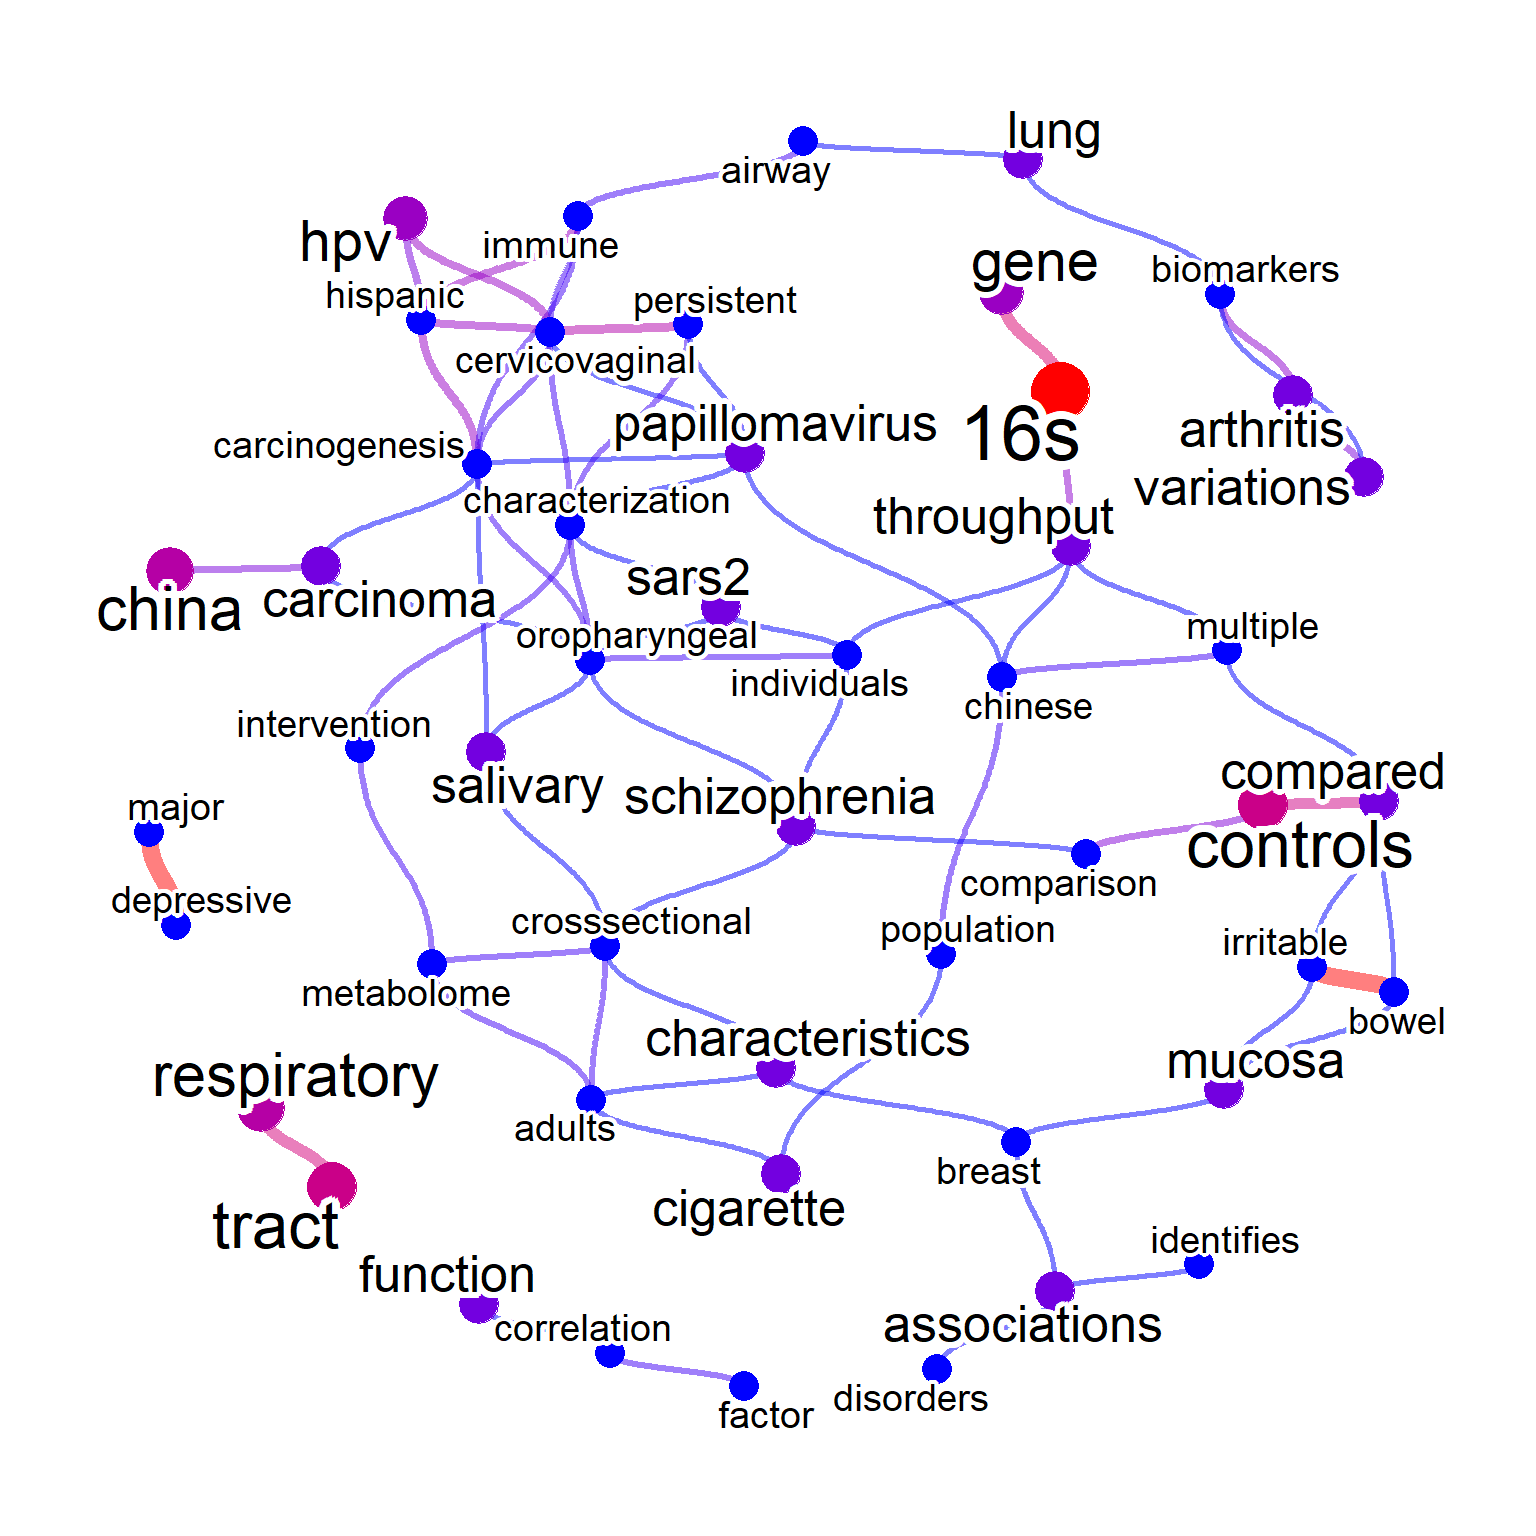 lung
airway
hpv
immune
gene
biomarkers
hispanic
persistent
cervicovaginal
papillomavirus
16s
arthritis
carcinogenesis
variations
characterization
throughput
sars2
china
carcinoma
oropharyngeal
multiple
individuals
chinese
intervention
salivary
schizophrenia
compared
major
controls
comparison
depressive
crosssectional
population
irritable
metabolome
bowel
characteristics
mucosa
respiratory
adults
breast
cigarette
tract
identifies
function
correlation
associations
disorders
factor